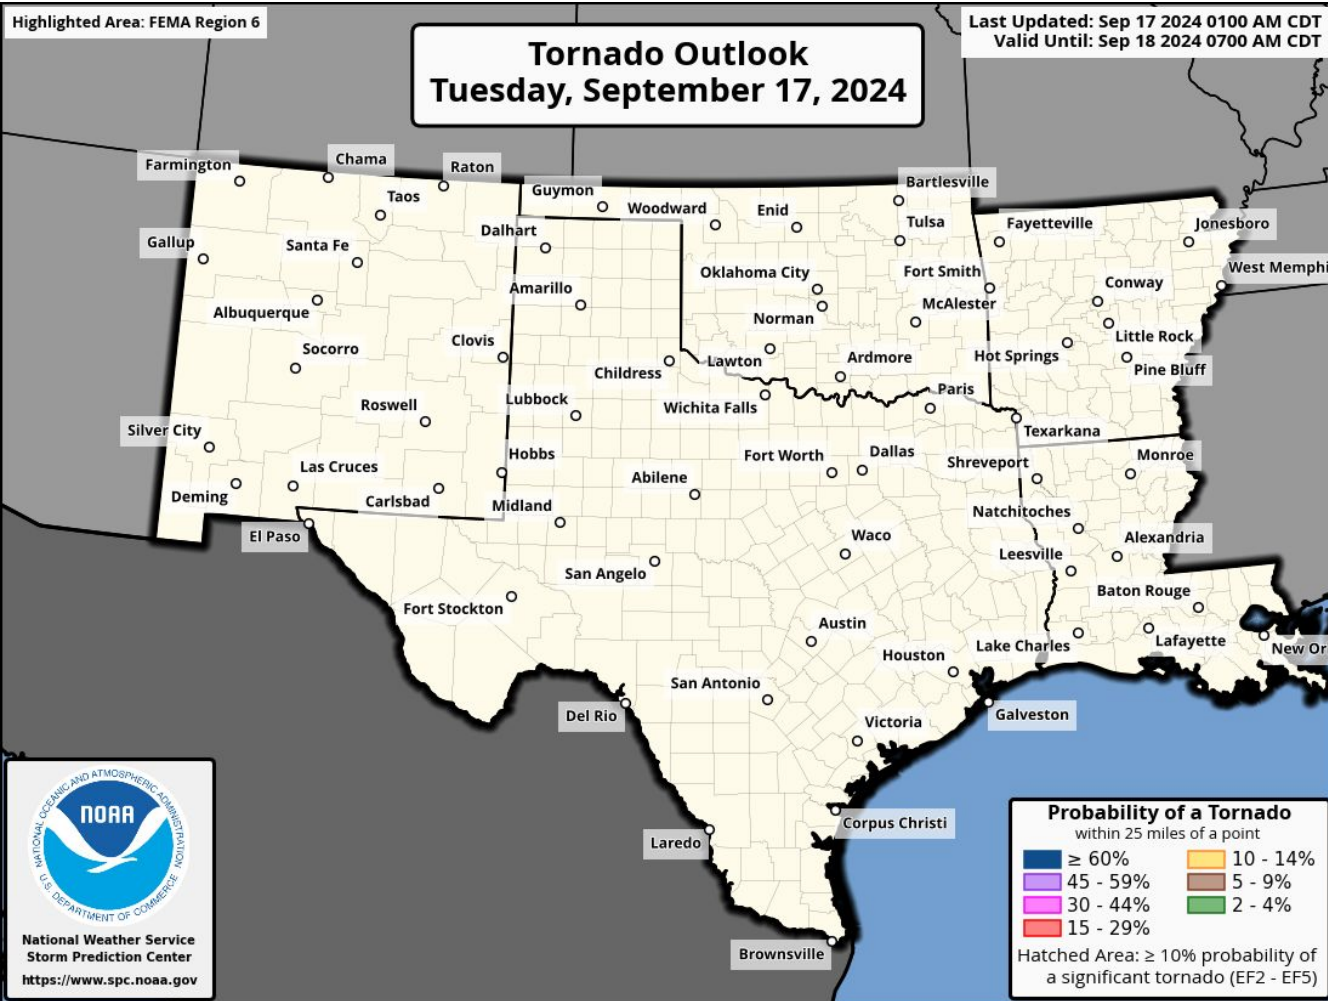 Highlighted Area: FEMA Region 6
Last Updated: Sep 17 2024 0100 AM CDT
Valid Until: Sep 18 2024 0700 AM CDT
Tornado Outlook
Tuesday, September 17, 2024
Farmington
Chama
Raton
Taos
Guymon
Woodward
Enid
Bartlesville
Gallup
Santa Fe
Dalhart
Tulsa
Fayetteville
Jonesboro
Amarillo
Oklahoma City
Fort Smith
West Memphi
Albuquerque
Norman
McAlester
Conway
Socorro
Clovis
Childress
Lawton
Ardmore
Hot Springs
Little Rock
Pine Bluff
Roswell
Lubbock
Wichita Falls
Paris
Texarkana
Silver City
Las Cruces
Hobbs
Abilene
Fort Worth
Dallas
Shreveport
Monroe
Deming
Carlsbad
Midland
Natchitoches
El Paso
Waco
Leesville
Alexandria
San Angelo
Fort Stockton
Baton Rouge
Austin
Houston
Lake Charles
Lafayette
New Or
San Antonio
Del Rio
Victoria
Galveston
Laredo
Corpus Christi
Brownsville
NATIONAL OCEANIC AND ATMOSPHERIC ADMINISTRATION
NOAA
U.S. DEPARTMENT OF COMMERCE
National Weather Service
Storm Prediction Center
https://www.spc.noaa.gov
Probability of a Tornado
within 25 miles of a point
≥ 60%
10 - 14%
45 - 59%
5 - 9%
30 - 44%
2 - 4%
15 - 29%
Hatched Area: ≥ 10% probability of
a significant tornado (EF2 - EF5)